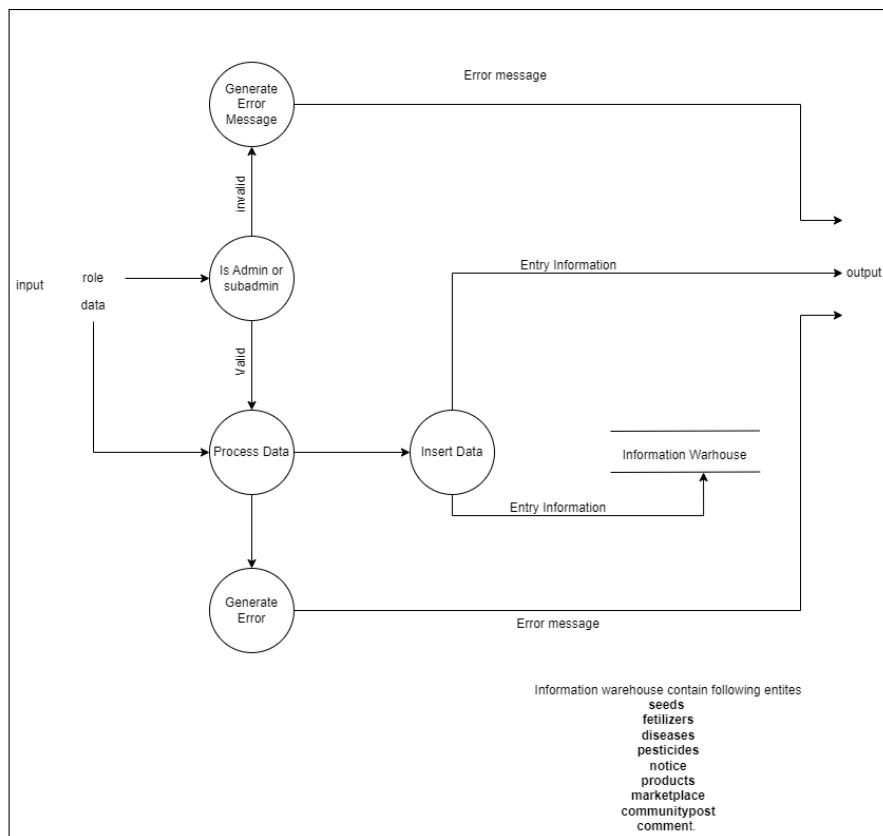 Error message
Generate
Error
Message
invalid
input
role
data
Is Admin or
subadmin
Entry Information
output
Valid
Process Data
Insert Data
Information Warhouse
Entry Information
Generate
Error
Error message
Information warehouse contain following entites
seeds
fetilizers
diseases
pesticides
notice
products
marketplace
communitypost
comment.